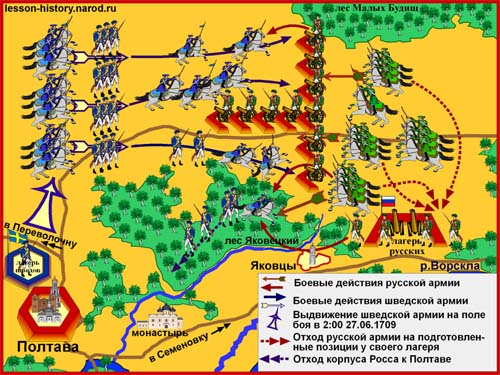 lesson-history.narod.ru
лес Малых Будищ
в Переволочну
лагерь
шведов
лес Яковецкий
лагерь
русских
Яковцы
р.Ворскла
Полтава
монастырь
в Семеновку
Боевые действия русской армии
Боевые действия шведской армии
Выдвижение шведской армии на поле
боя в 2:00 27.06.1709
Отход русской армии на подготовлен-
ные позиции у своего лагеря
Отход корпуса Росса к Полтаве